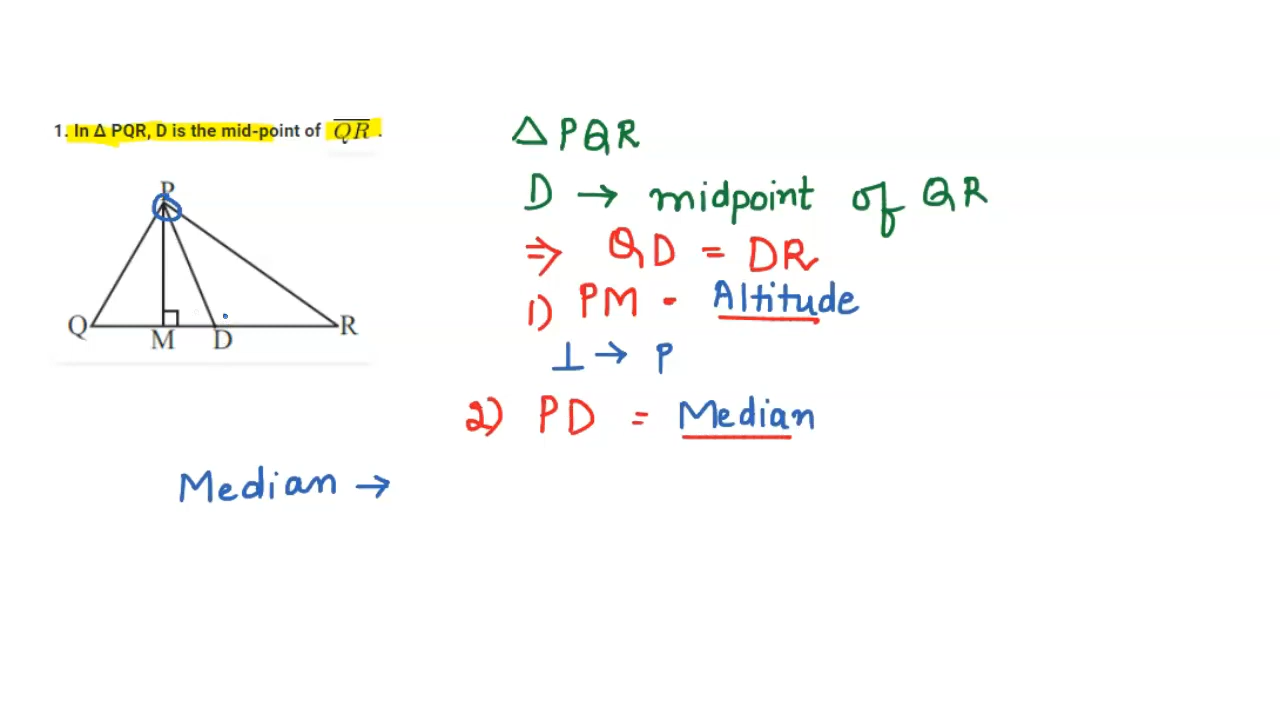 1. In Δ PQR, D is the mid-point of QR .
P
Q
M
D
R
△ PQR
D → midpoint of QR
⇒ QD = DR
1) PM - Altitude
⊥ → P
2) PD = Median
Median →